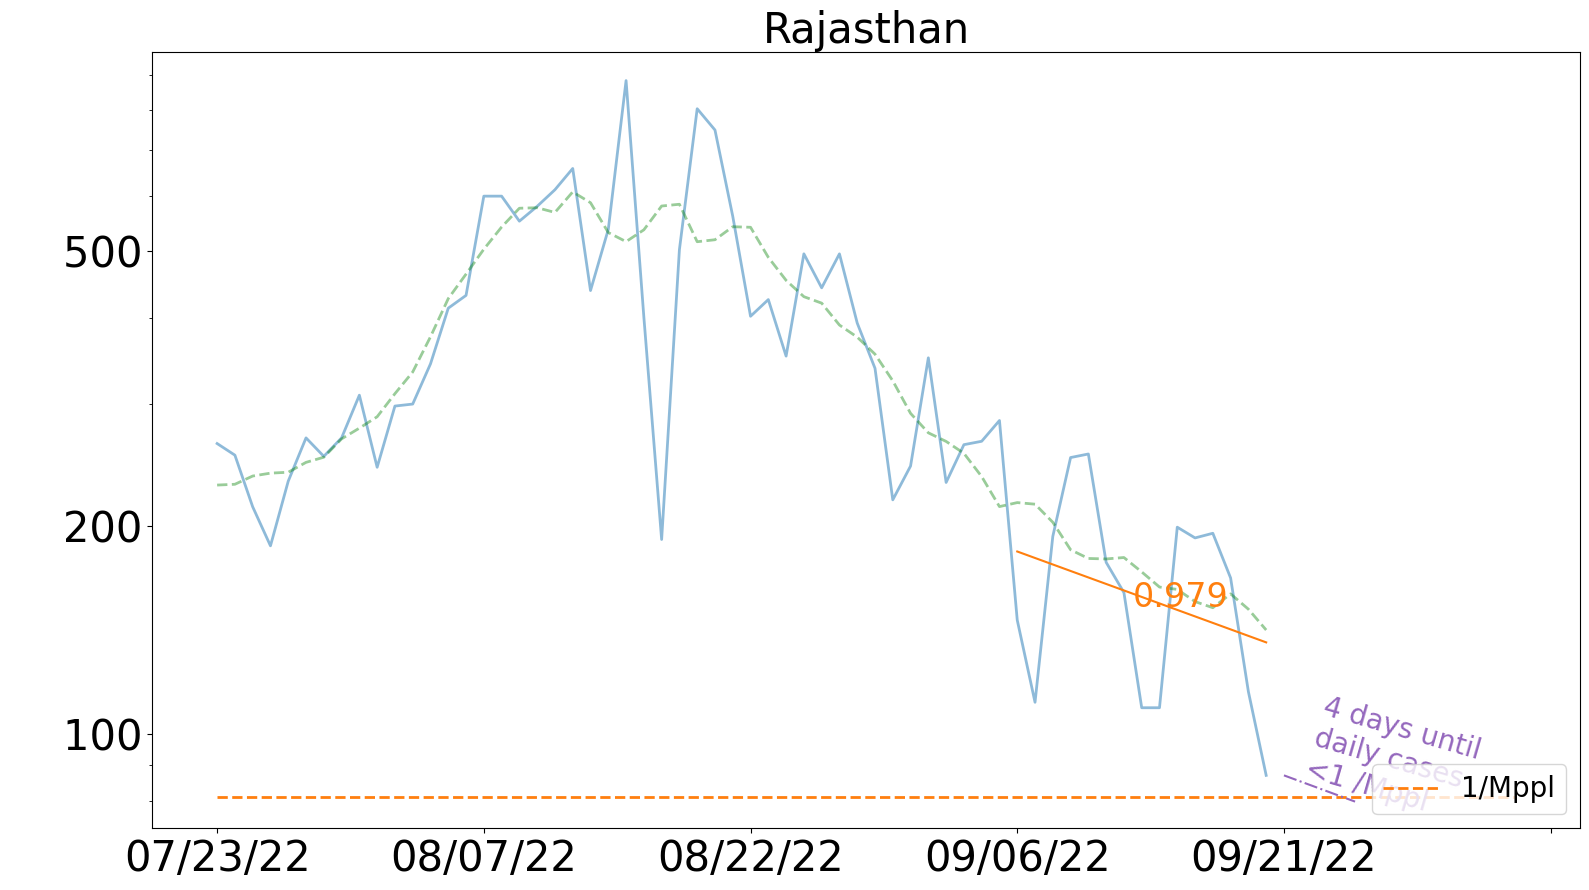 Rajasthan
500
200
100
0.979
4 days until
daily cases
<1 /Mppl
1/Mppl
07/23/22
08/07/22
08/22/22
09/06/22
09/21/22